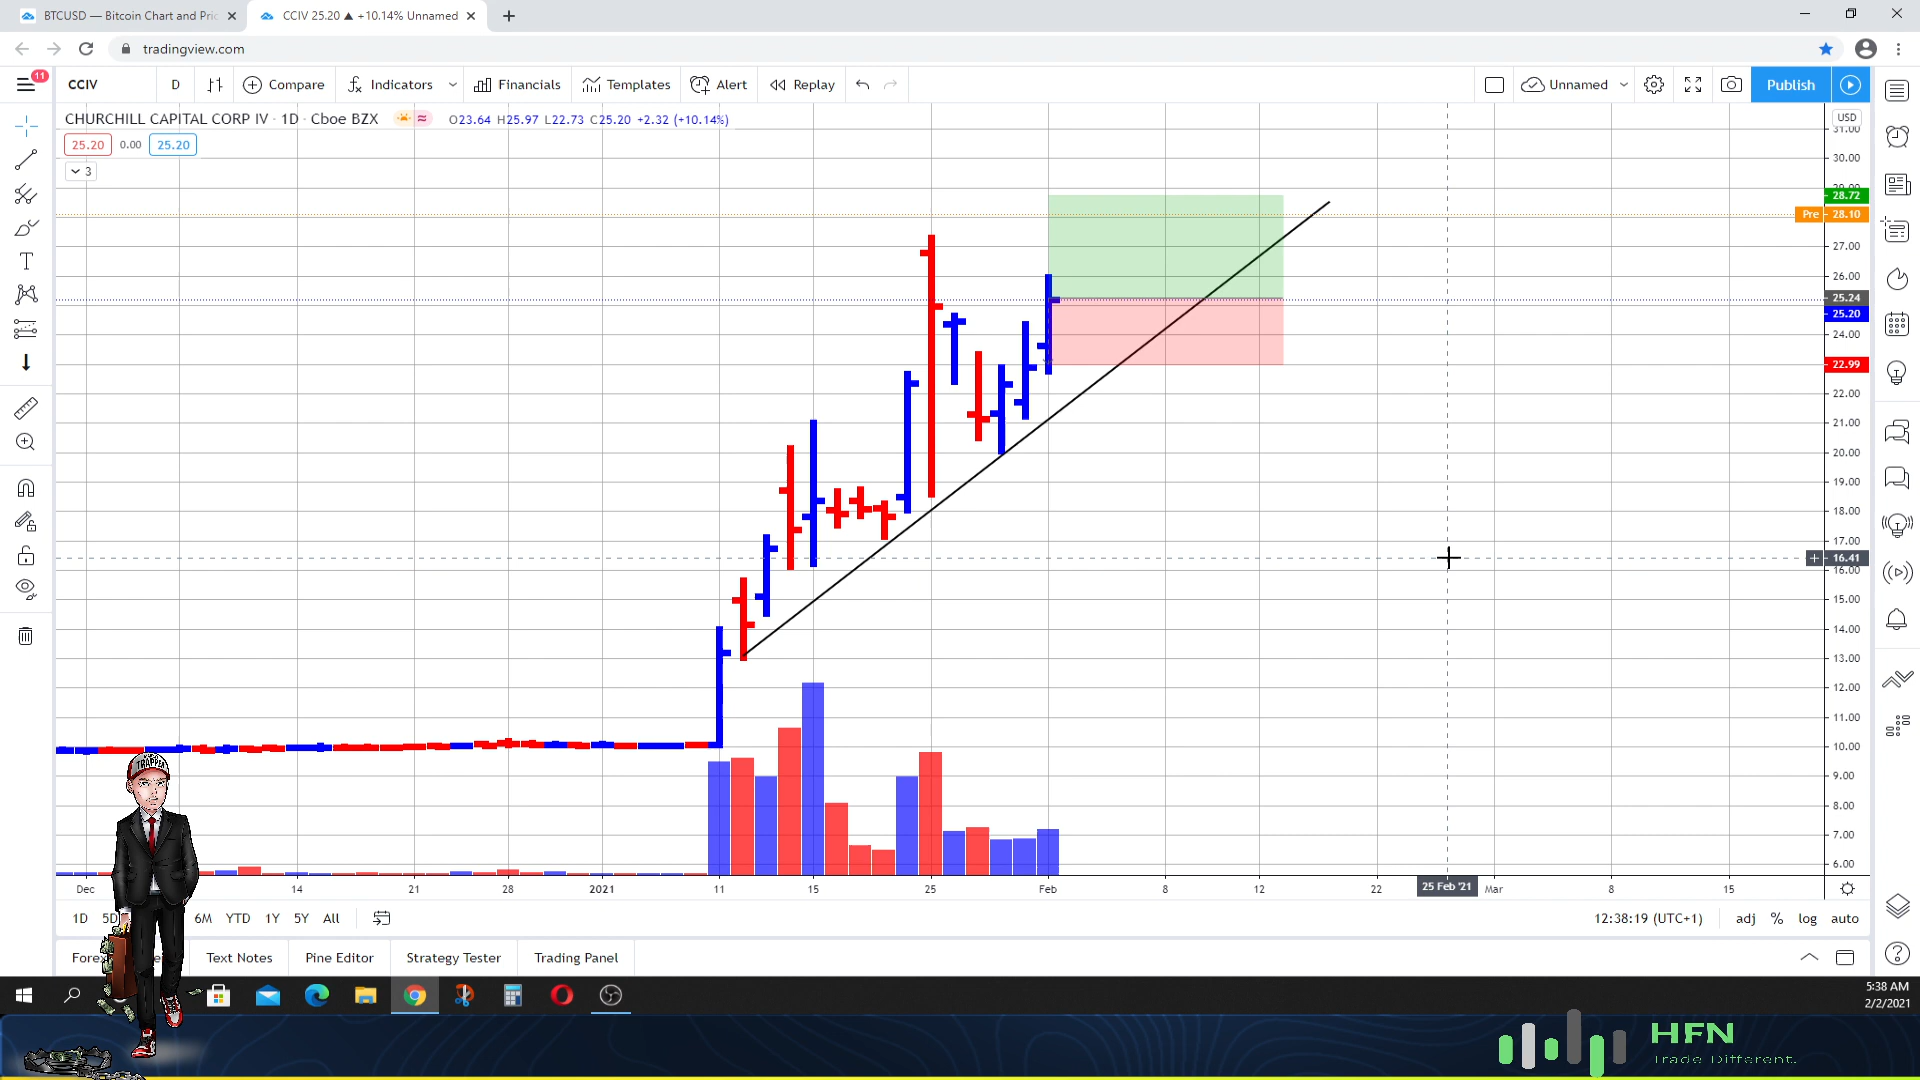 BTCUSD — Bitcoin Chart and Pric
CCIV 25.20 ▲ +10.14% Unnamed
tradingview.com
11
CCIV
D
Compare
Indicators
Financials
Templates
Alert
Replay
Unnamed
Publish
CHURCHILL CAPITAL CORP IV · 1D · Cboe BZX
O23.64 H25.97 L22.73 C25.20 +2.32 (+10.14%)
25.20 0.00 25.20
3
USD
31.00
30.00
29.00
28.72
Pre 28.10
27.00
26.00
25.24
25.20
24.00
22.99
22.00
21.00
20.00
19.00
18.00
17.00
16.41
16.00
15.00
14.00
13.00
12.00
11.00
10.00
9.00
8.00
7.00
6.00
TRAPPER
Dec 14 21 28 2021 11 15 25 Feb 8 12 22 25 Feb '21 Mar 8 15
1D 5D 6M YTD 1Y 5Y All
12:38:19 (UTC+1) adj % log auto
Text Notes Pine Editor Strategy Tester Trading Panel
5:38 AM
2/2/2021
HFN
Trade Different.